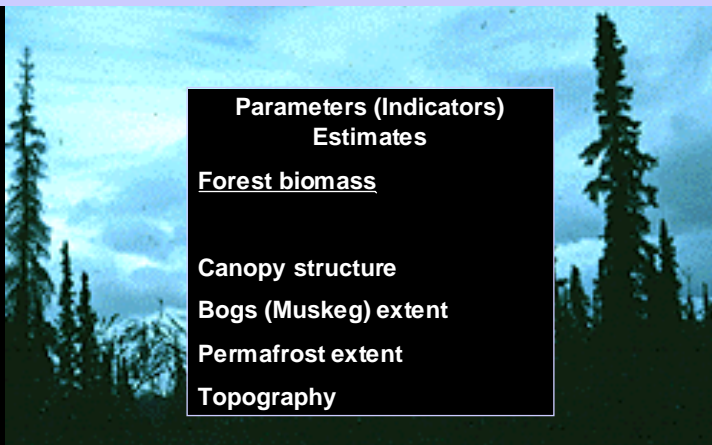 Parameters (Indicators)
Estimates
Forest biomass
Canopy structure
Bogs (Muskeg) extent
Permafrost extent
Topography